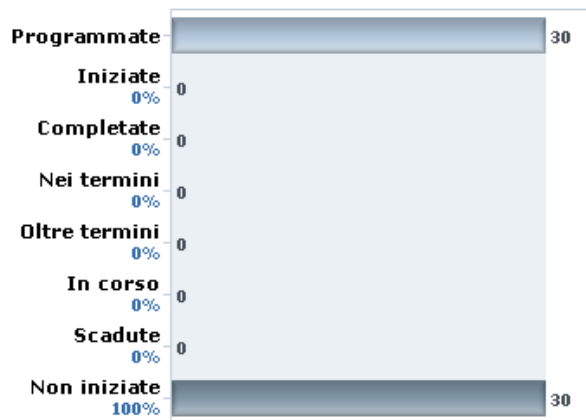 Programmate 30
Iniziate 0
0%
Completate 0
0%
Nei termini 0
0%
Oltre termini 0
0%
In corso 0
0%
Scadute 0
0%
Non iniziate 30
100%